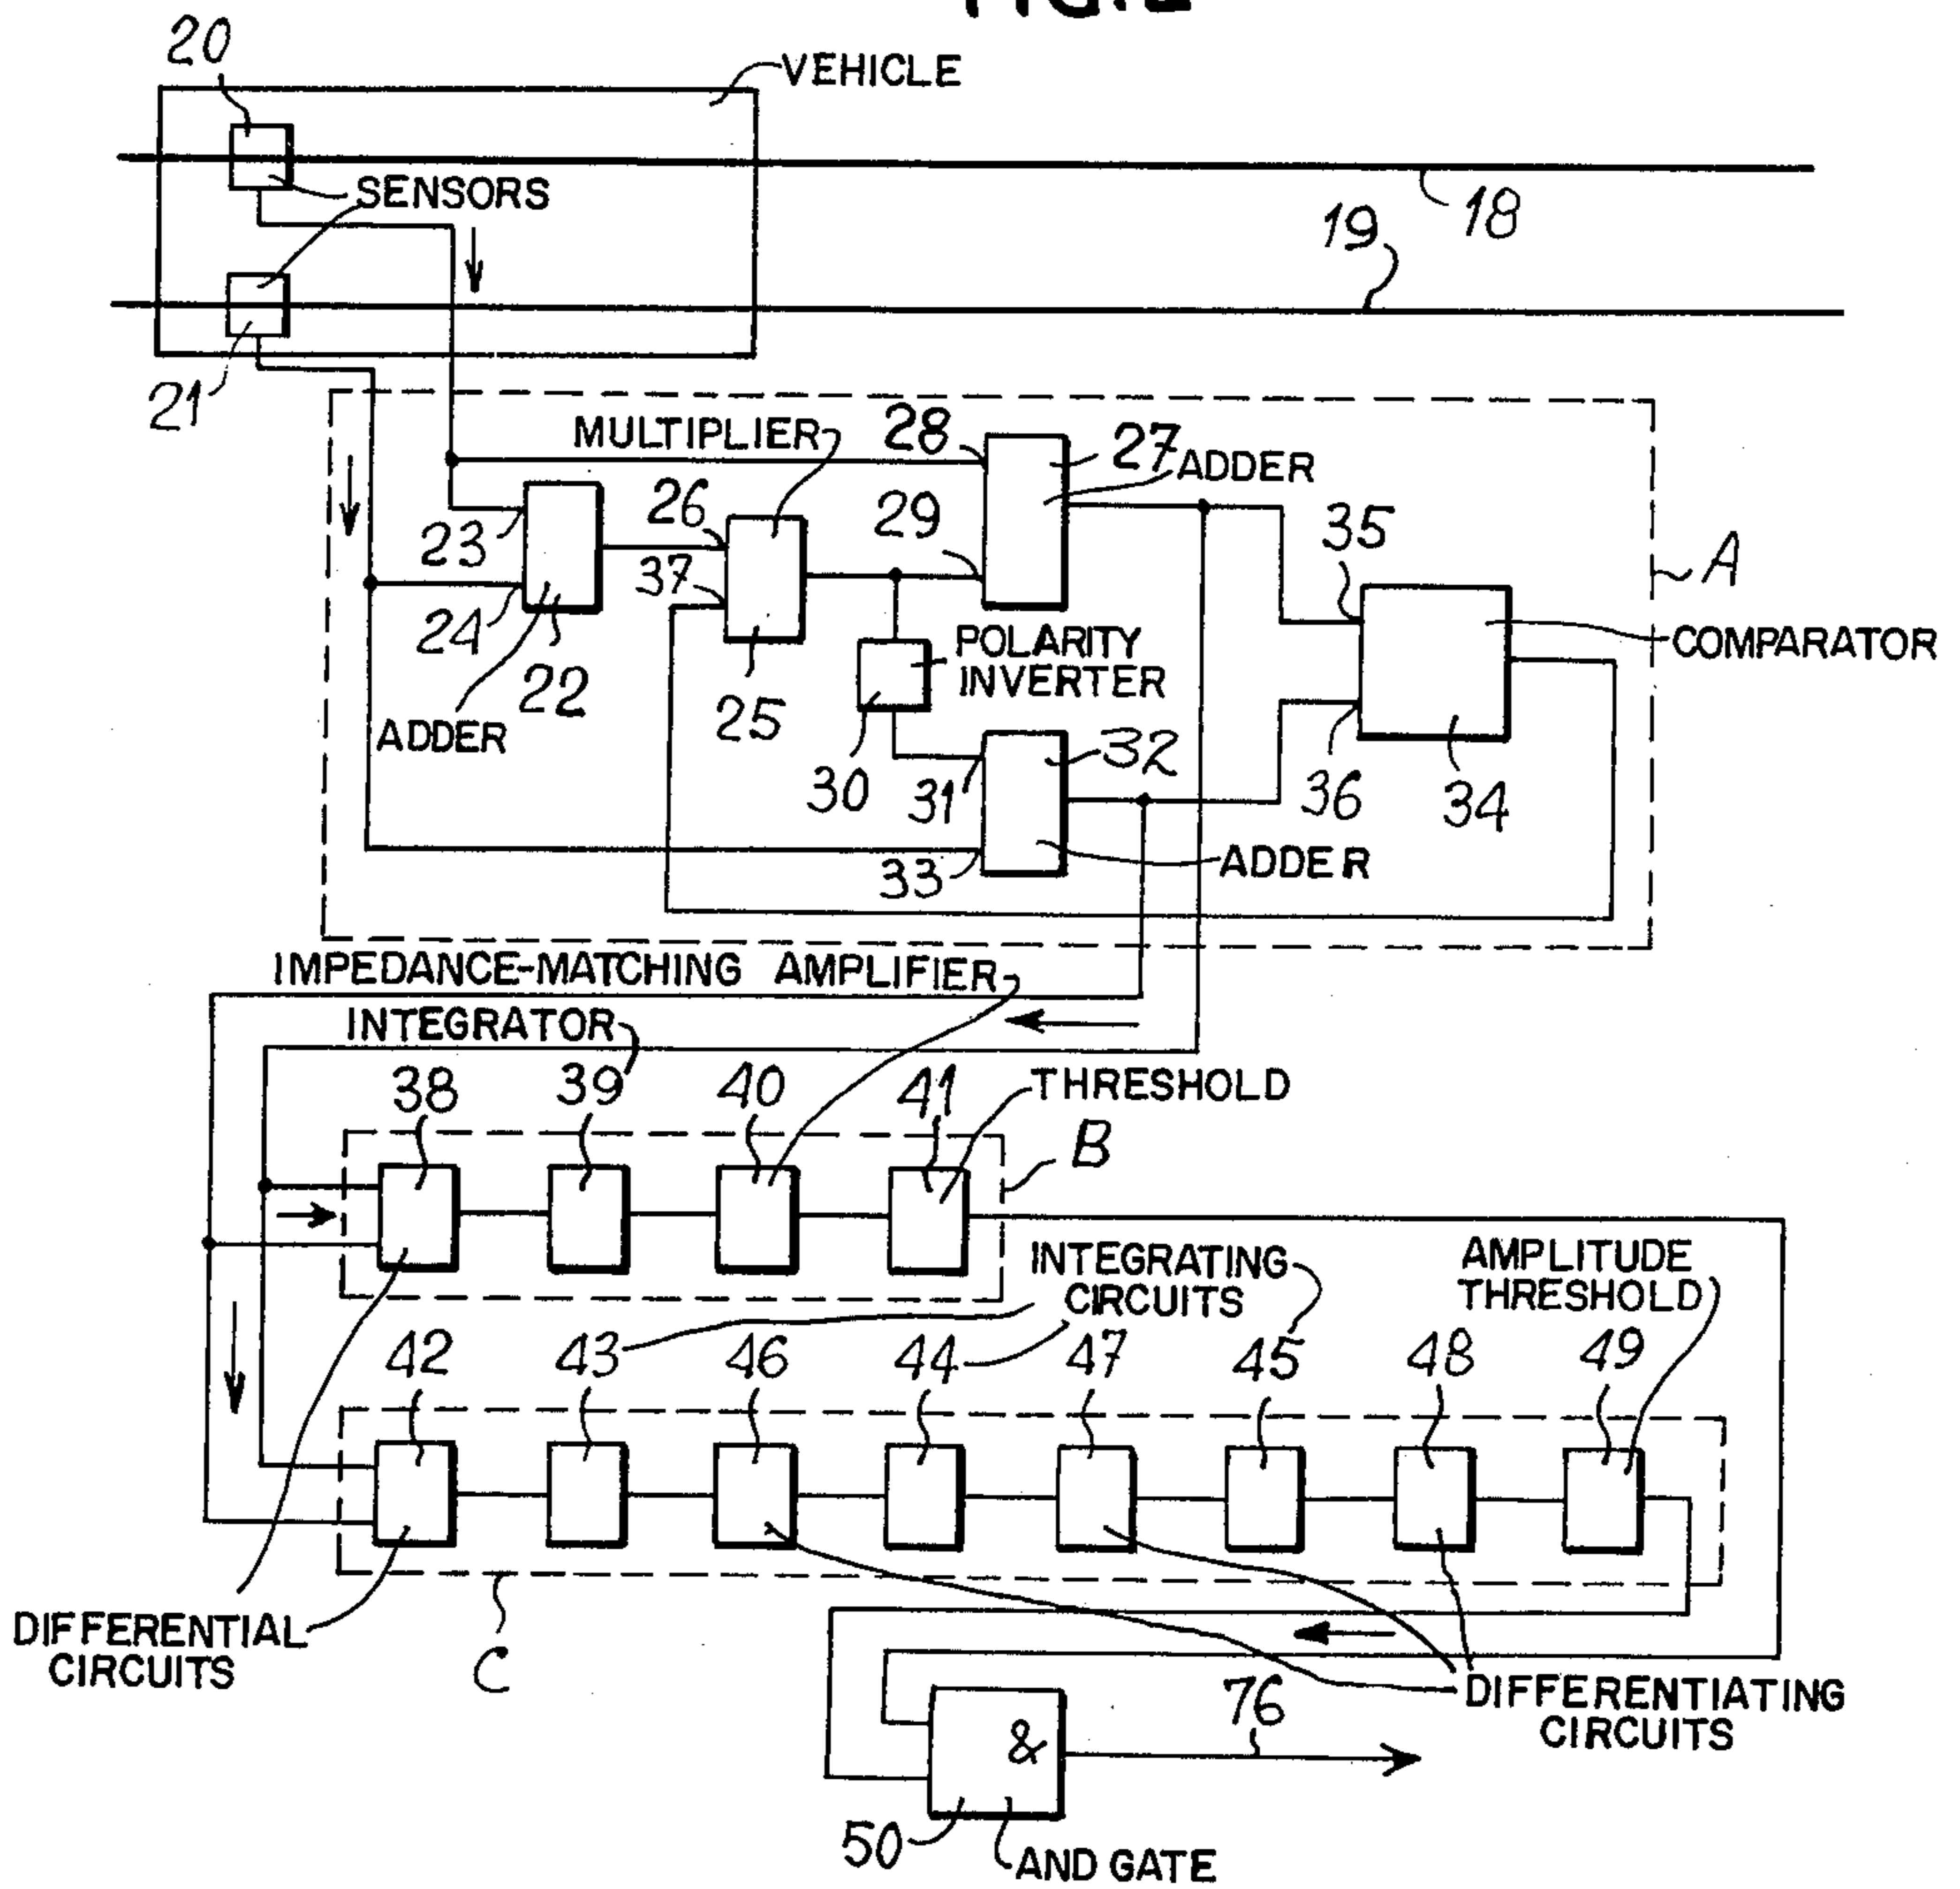 20
VEHICLE
SENSORS
18
19
21
MULTIPLIER
28
27
ADDER
26
29
23
37
35
A
24
POLARITY
INVERTER
COMPARATOR
22
25
ADDER
32
30
31
36
34
33
ADDER
IMPEDANCE-MATCHING AMPLIFIER
INTEGRATOR
38
39
40
41
THRESHOLD
B
INTEGRATING
CIRCUITS
AMPLITUDE
THRESHOLD
42
43
46
44
47
45
48
49
DIFFERENTIAL
CIRCUITS
C
76
DIFFERENTIATING
CIRCUITS
&
50
AND GATE